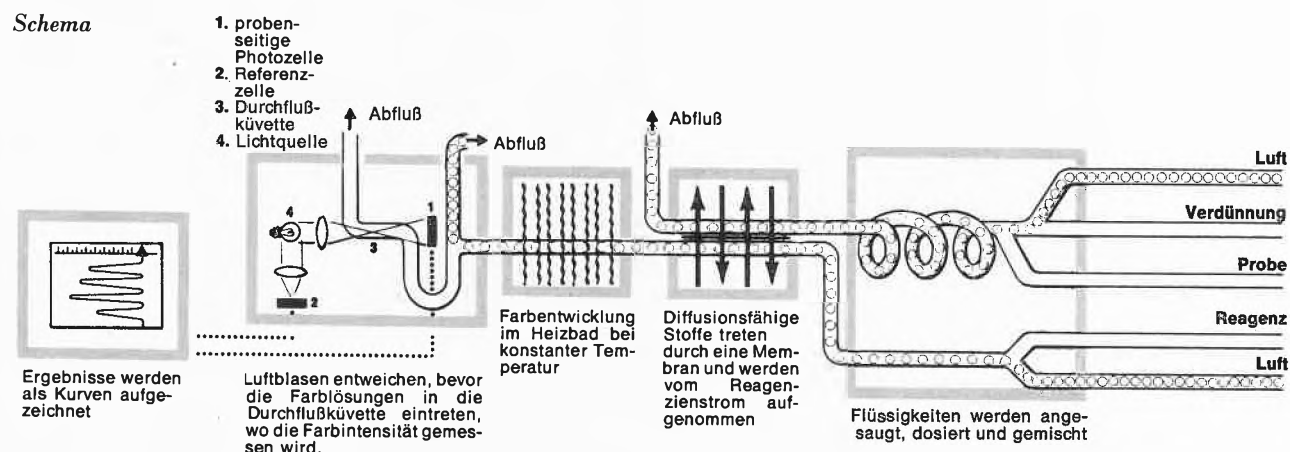 Schema
1. proben-
seitige
Photozelle
2. Referenz-
zelle
3. Durchfluß-
küvette
4. Lichtquelle
Abfluß
Abfluß
Abfluß
4
1
3
2
Luft
Verdünnung
Probe
Reagenz
Luft
Ergebnisse werden
als Kurven aufge-
zeichnet
Luftblasen entweichen, bevor
die Farblösungen in die
Durchflußküvette eintreten,
wo die Farbintensität gemes-
sen wird.
Farbentwicklung
im Heizbad bei
konstanter Tem-
peratur
Diffusionsfähige
Stoffe treten
durch eine Mem-
bran und werden
vom Reagen-
zienstrom auf-
genommen
Flüssigkeiten werden ange-
saugt, dosiert und gemischt